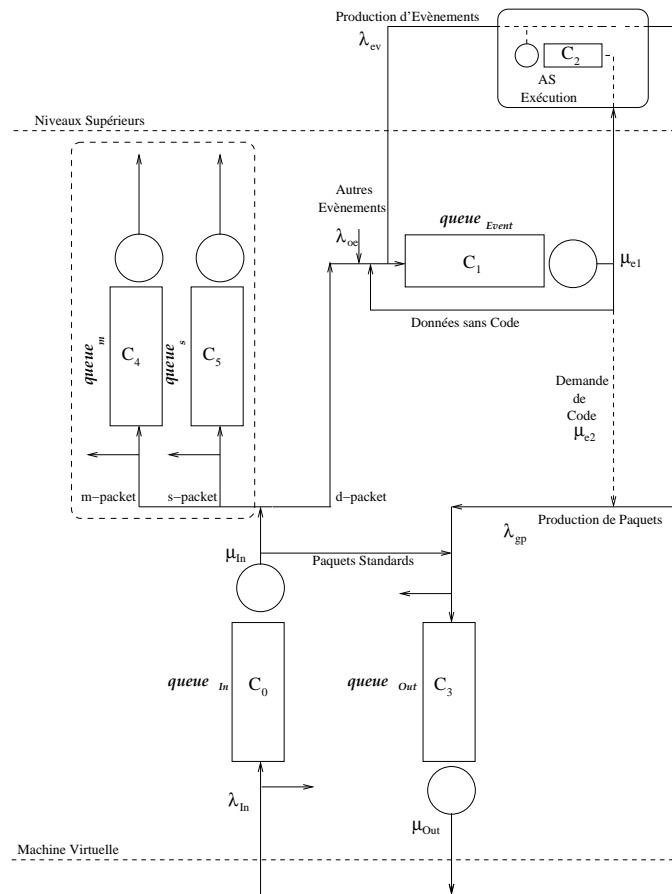 Production d'Evènements
λev
C2
AS
Exécution
Niveaux Supérieurs
Autres
Evènements
λoe
queue Event
C1
μe1
Données sans Code
queue m
C4
queue s
C5
Demande
de
Code
μe2
m−packet
s−packet
d−packet
Production de Paquets
λgp
μIn
Paquets Standards
queue In
C0
queue Out
C3
λIn
μOut
Machine Virtuelle